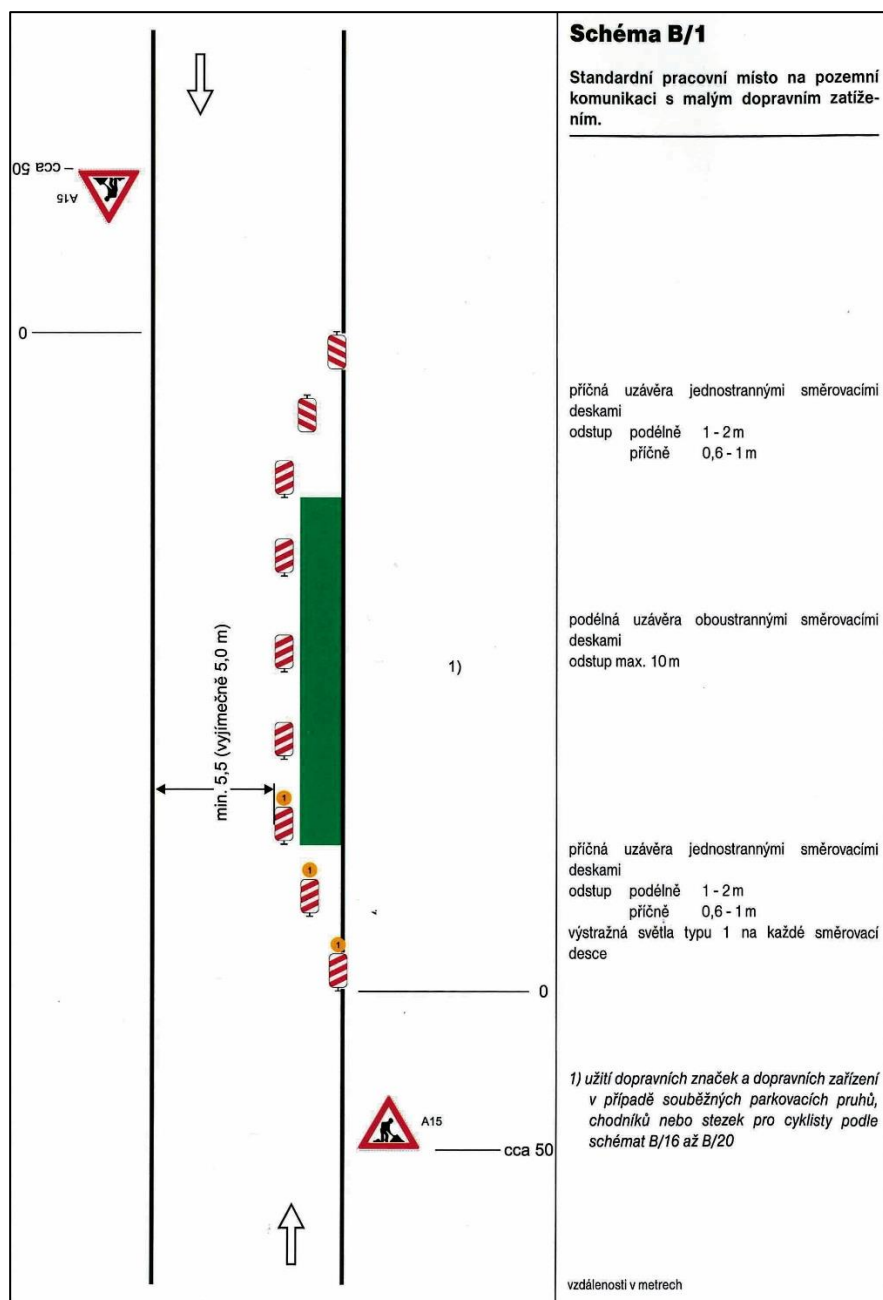 Schéma B/1
Standardní pracovní místo na pozemní
komunikaci s malým dopravním zatíže-
ním.
cca 50
A15
0
příčná uzávěra jednostrannými směrovacími
deskami
odstup podélně 1 - 2 m
příčně 0,6 - 1 m
podélná uzávěra oboustrannými směrovacími
deskami
odstup max. 10 m
1)
min. 5,5 (vyjímečně 5,0 m)
1
1
1
příčná uzávěra jednostrannými směrovacími
deskami
odstup podélně 1 - 2 m
příčně 0,6 - 1 m
výstražná světla typu 1 na každé směrovací
desce
0
A15
cca 50
1) užití dopravních značek a dopravních zařízení
v případě souběžných parkovacích pruhů,
chodníků nebo stezek pro cyklisty podle
schémat B/16 až B/20
vzdálenosti v metrech